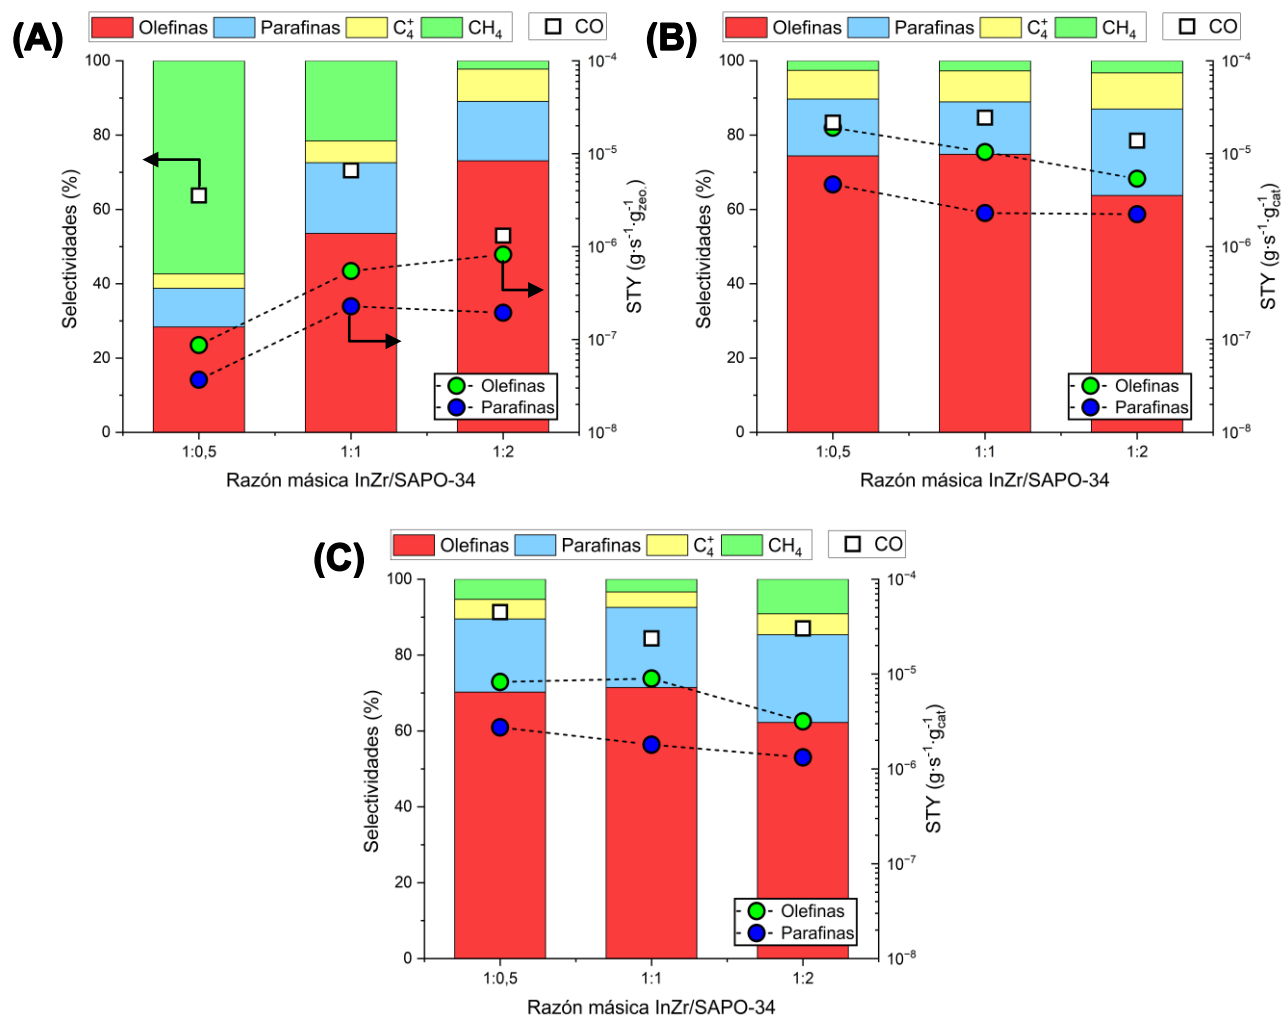 (A)
Olefinas Parafinas C₄⁺ CH₄ CO
100
80
60
40
20
0
Selectividades (%)
10⁻⁴
10⁻⁵
10⁻⁶
10⁻⁷
10⁻⁸
STY (g·s⁻¹·g⁻¹zeo.)
Olefinas
Parafinas
1:0,5 1:1 1:2
Razón másica InZr/SAPO-34
(B)
Olefinas Parafinas C₄⁺ CH₄ CO
100
80
60
40
20
0
Selectividades (%)
10⁻⁴
10⁻⁵
10⁻⁶
10⁻⁷
10⁻⁸
STY (g·s⁻¹·g⁻¹cat)
Olefinas
Parafinas
1:0,5 1:1 1:2
Razón másica InZr/SAPO-34
(C)
Olefinas Parafinas C₄⁺ CH₄ CO
100
80
60
40
20
0
Selectividades (%)
10⁻⁴
10⁻⁵
10⁻⁶
10⁻⁷
10⁻⁸
STY (g·s⁻¹·g⁻¹cat)
Olefinas
Parafinas
1:0,5 1:1 1:2
Razón másica InZr/SAPO-34